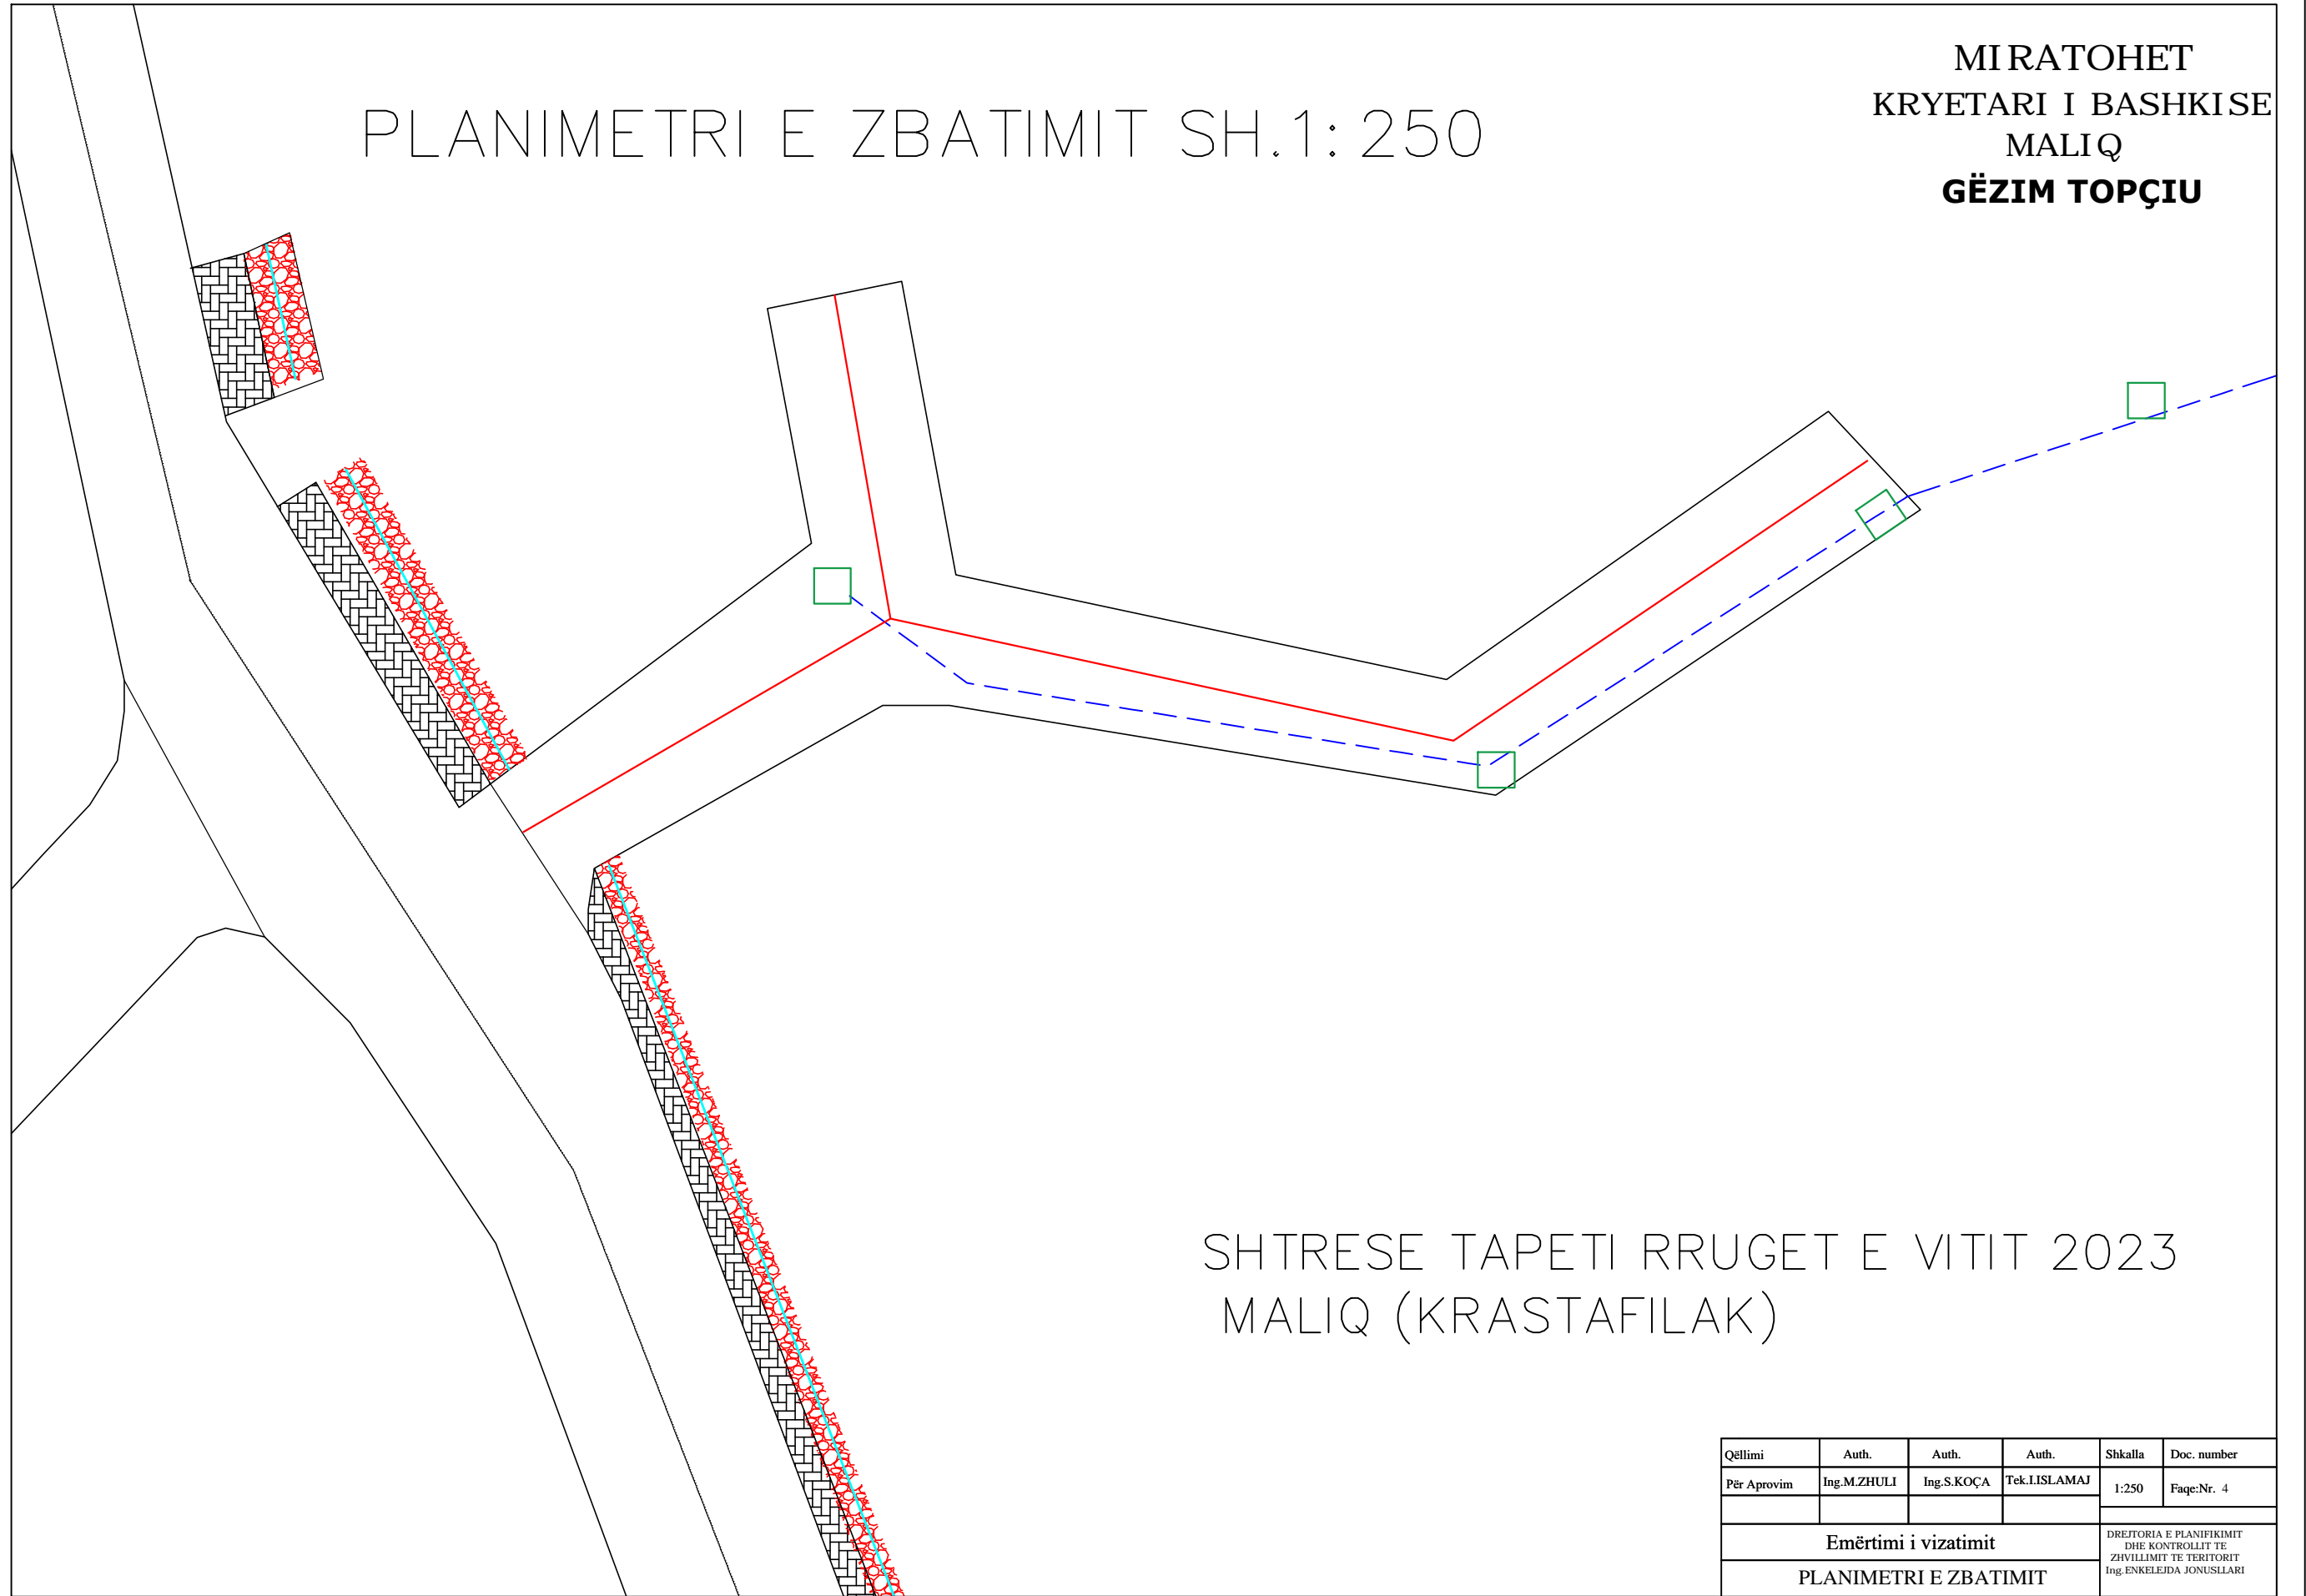 PLANIMETRI E ZBATIMIT SH.1:250
MIRATOHET
KRYETARI I BASHKISE
MALIQ
GËZIM TOPÇIU
SHTRESE TAPETI RRUGET E VITIT 2023
MALIQ (KRASTAFILAK)
Qëllimi Auth. Auth. Auth. Shkalla Doc. number
Për Aprovim Ing.M.ZHULI Ing.S.KOÇA Tek.I.ISLAMAJ 1:250 Faqe:Nr. 4
Emërtimi i vizatimit
PLANIMETRI E ZBATIMIT
DREJTORIA E PLANIFIKIMIT
DHE KONTROLLIT TE
ZHVILLIMIT TE TERITORIT
Ing.ENKELEJDA JONUSLLARI